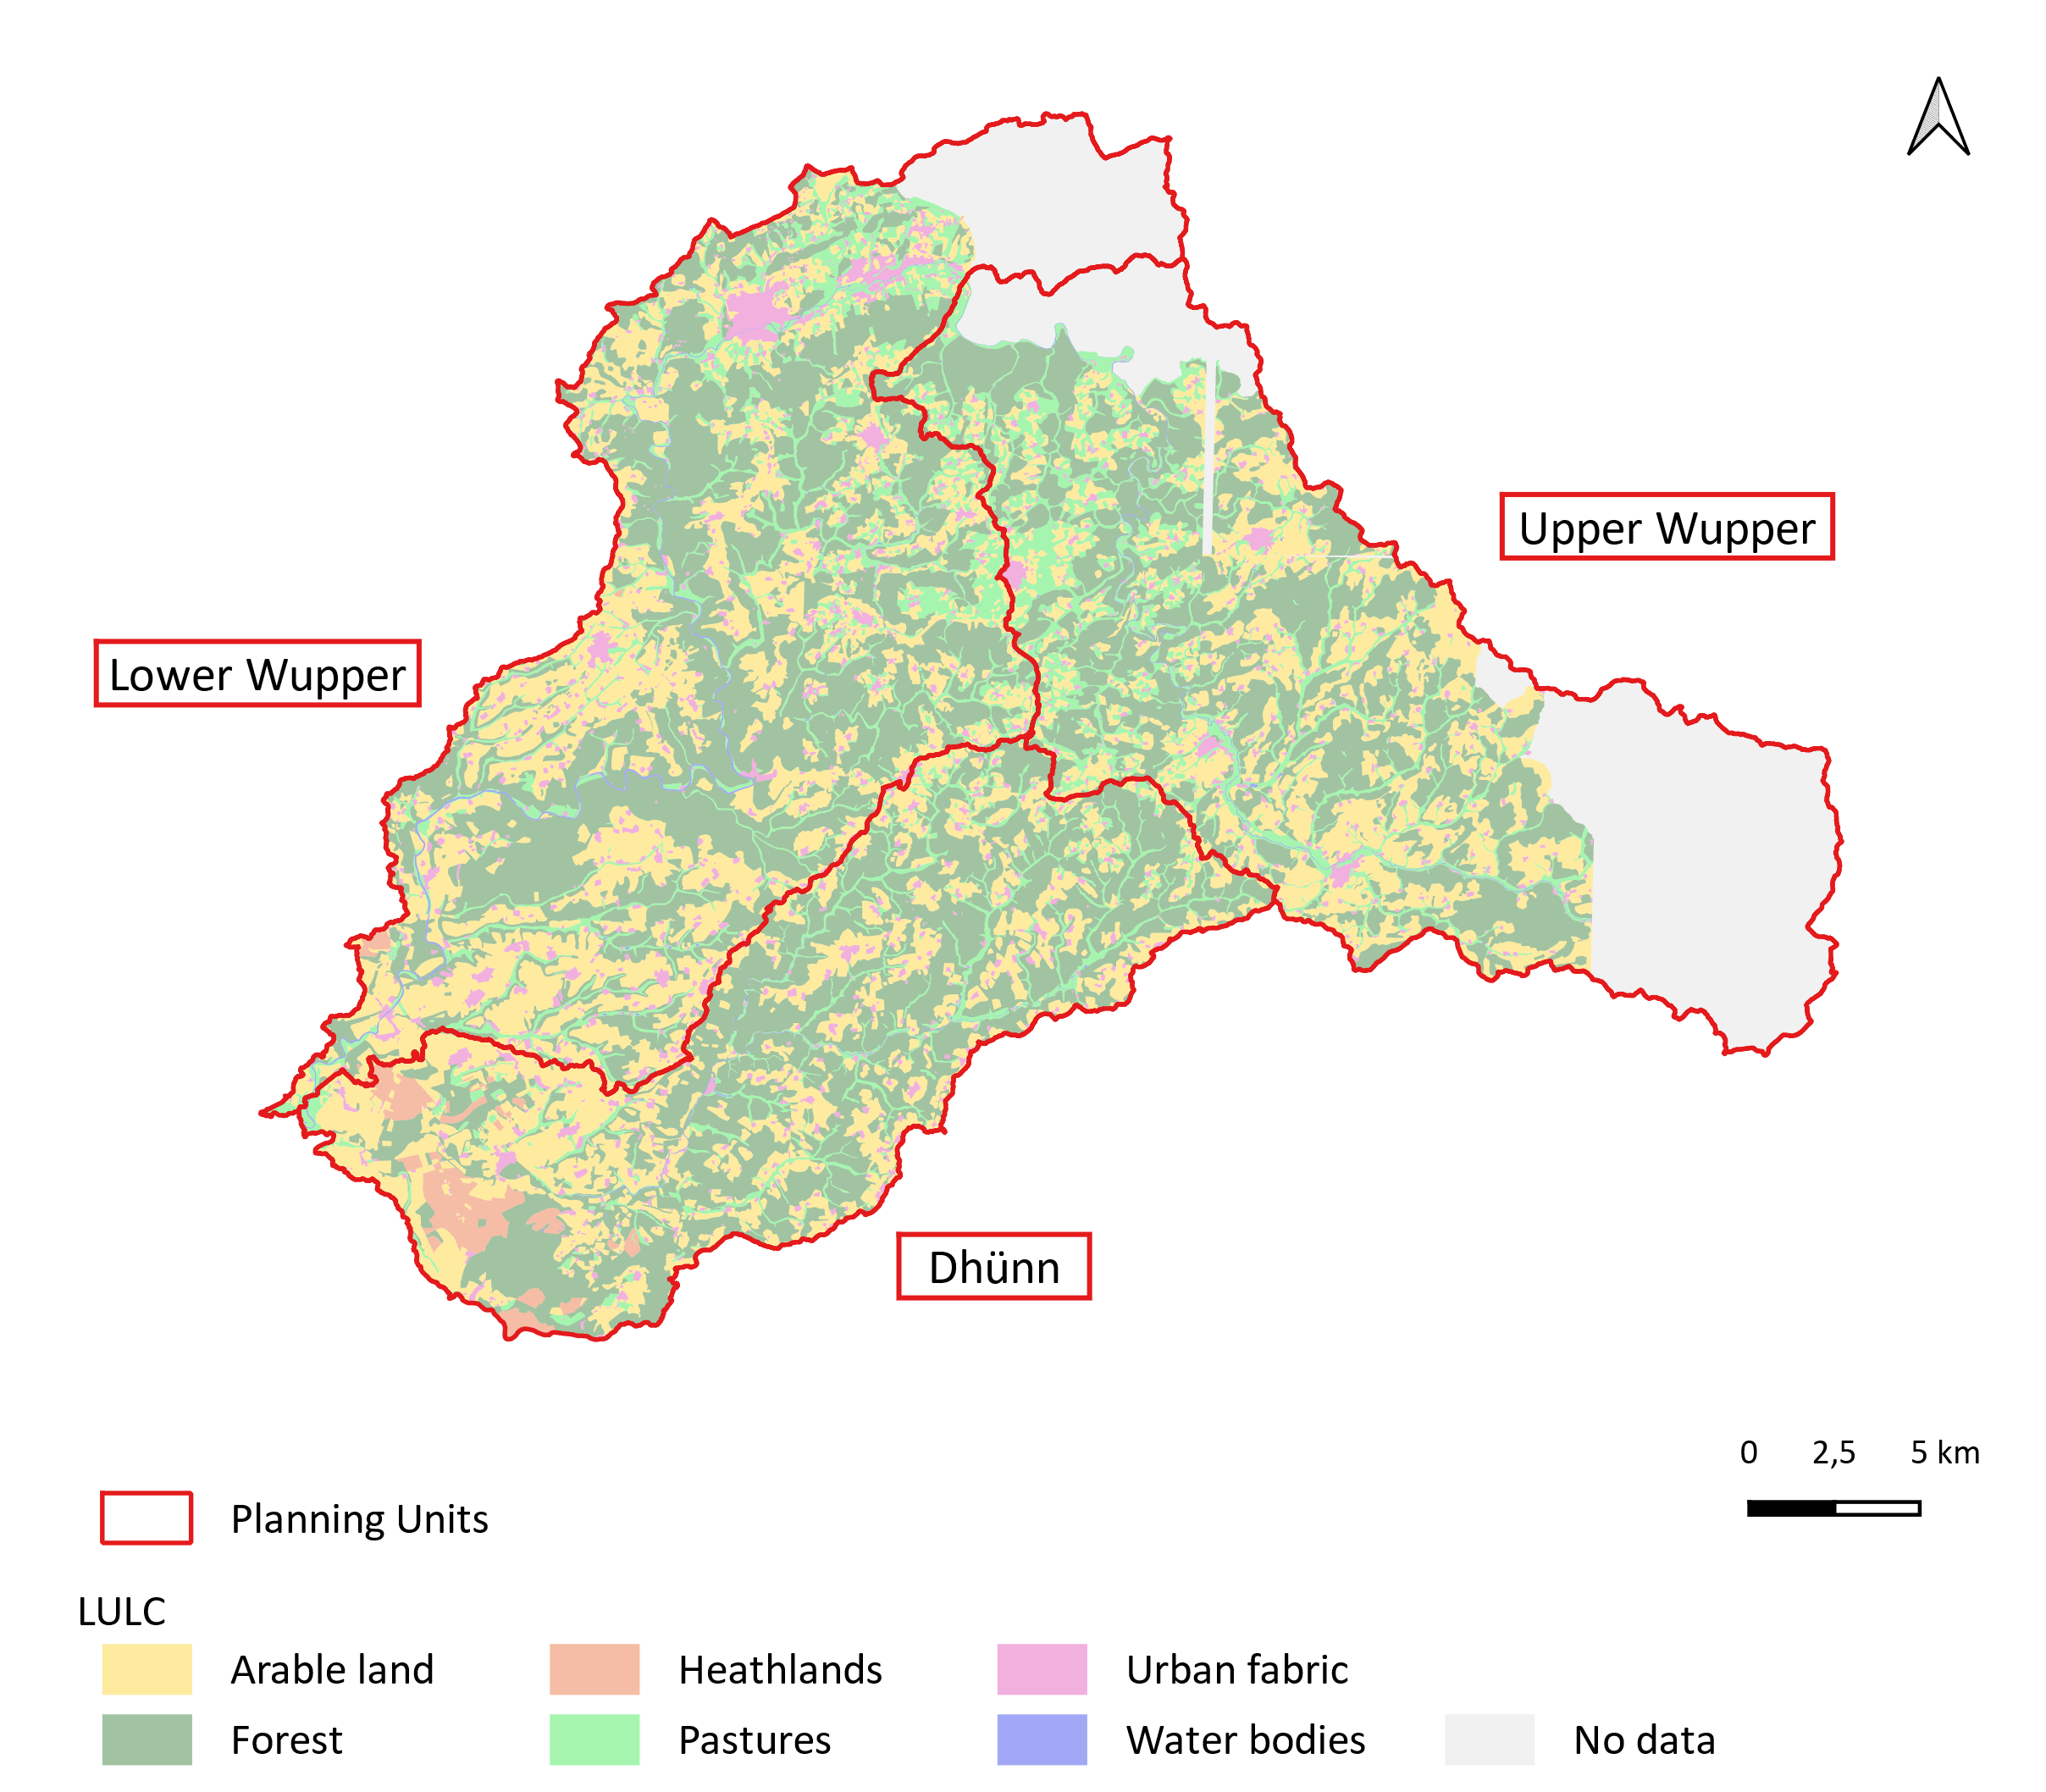 Upper Wupper
Lower Wupper
Dhünn
0 2,5 5 km
Planning Units
LULC
Arable land Heathlands Urban fabric
Forest Pastures Water bodies No data